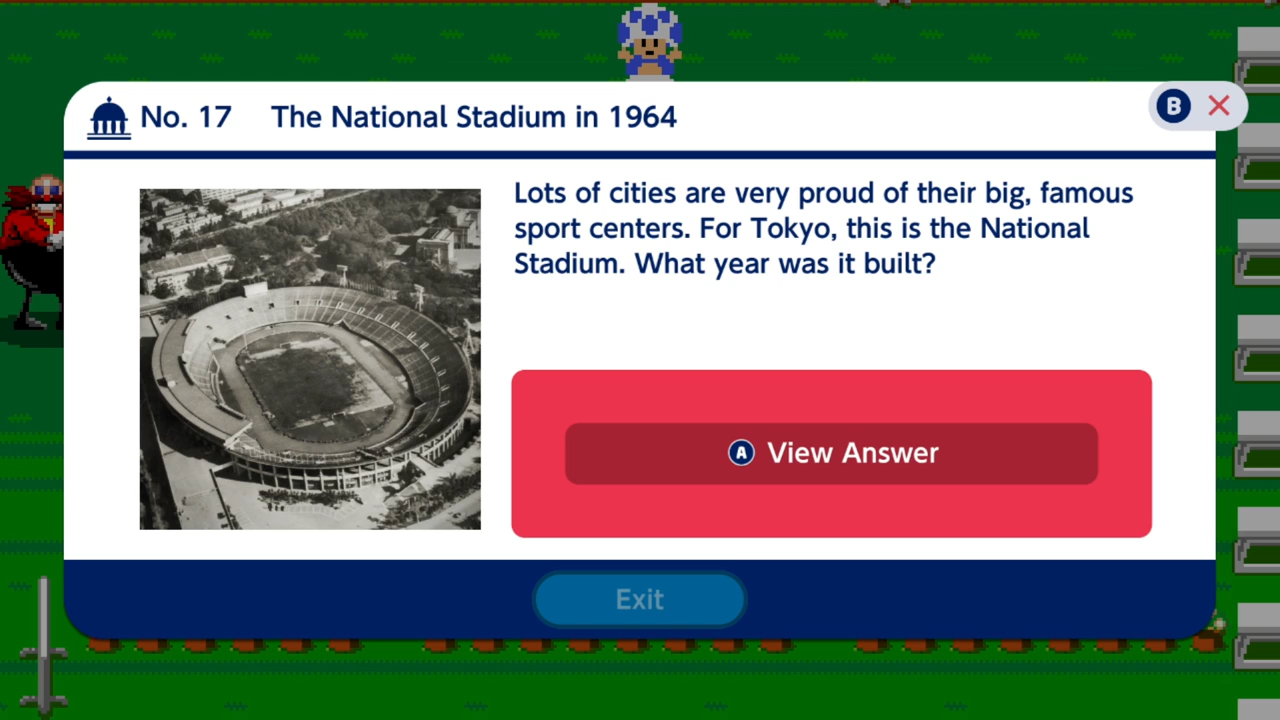 No. 17 The National Stadium in 1964
B
Lots of cities are very proud of their big, famous
sport centers. For Tokyo, this is the National
Stadium. What year was it built?
A View Answer
Exit